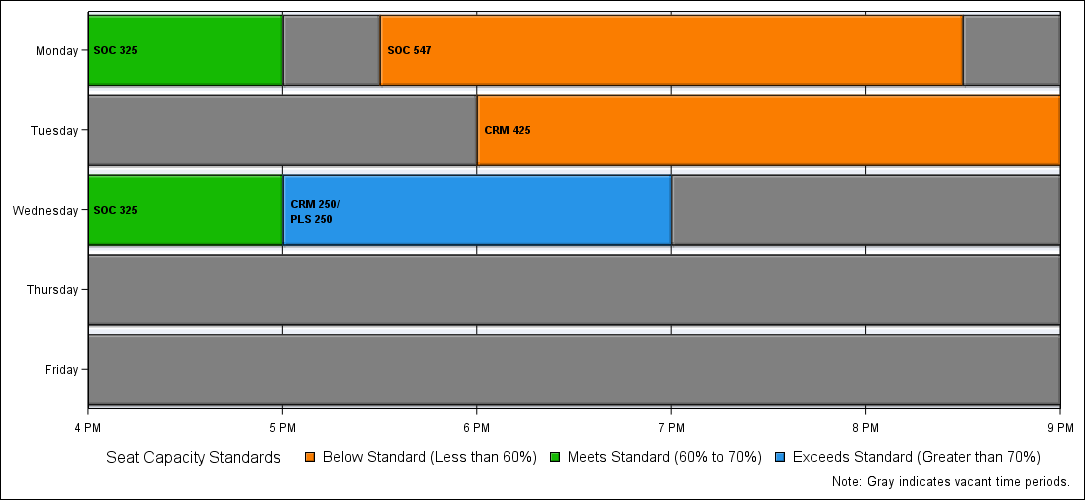 Monday
SOC 325
SOC 547
Tuesday
CRM 425
Wednesday
SOC 325
CRM 250/
PLS 250
Thursday
Friday
4 PM 5 PM 6 PM 7 PM 8 PM 9 PM
Seat Capacity Standards Below Standard (Less than 60%) Meets Standard (60% to 70%) Exceeds Standard (Greater than 70%)
Note: Gray indicates vacant time periods.